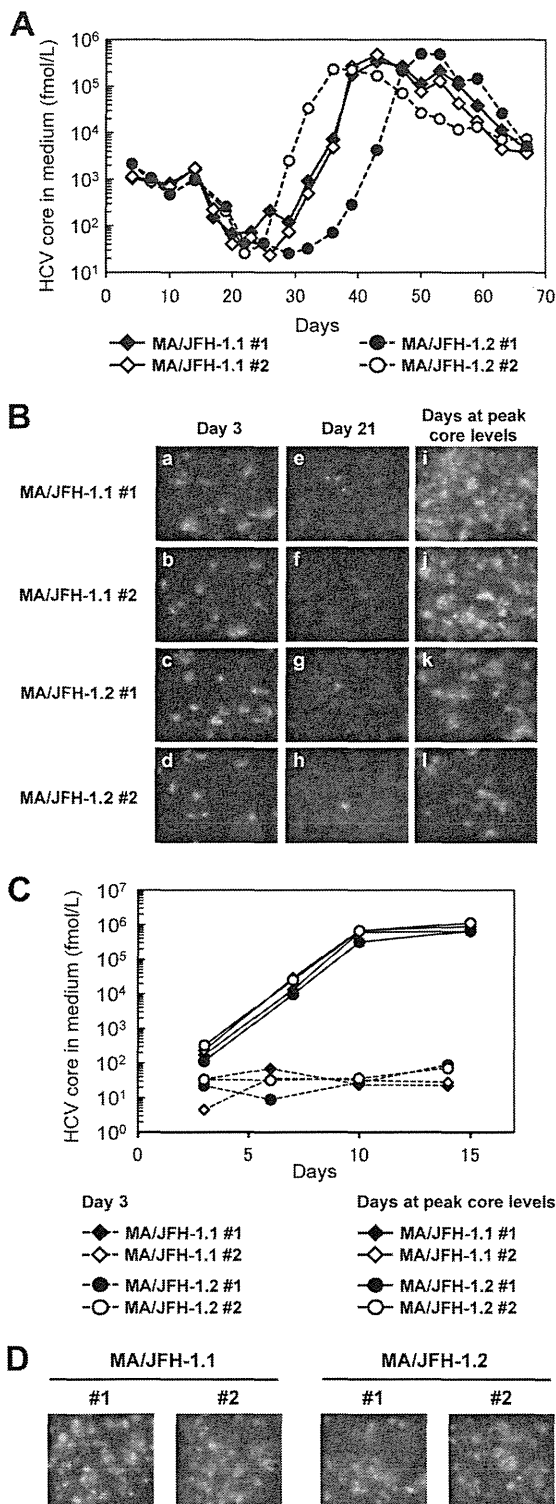 A
HCV core in medium (fmol/L)
10⁶
10⁵
10⁴
10³
10²
10¹
0 10 20 30 40 50 60 70
Days
MA/JFH-1.1 #1
MA/JFH-1.1 #2
MA/JFH-1.2 #1
MA/JFH-1.2 #2
B
Day 3
Day 21
Days at peak
core levels
MA/JFH-1.1 #1
a e i
MA/JFH-1.1 #2
b f j
MA/JFH-1.2 #1
c g k
MA/JFH-1.2 #2
d h l
C
HCV core in medium (fmol/L)
10⁷
10⁶
10⁵
10⁴
10³
10²
10¹
10⁰
0 5 10 15
Days
Day 3
MA/JFH-1.1 #1
MA/JFH-1.1 #2
MA/JFH-1.2 #1
MA/JFH-1.2 #2
Days at peak core levels
MA/JFH-1.1 #1
MA/JFH-1.1 #2
MA/JFH-1.2 #1
MA/JFH-1.2 #2
D
MA/JFH-1.1
MA/JFH-1.2
#1 #2 #1 #2